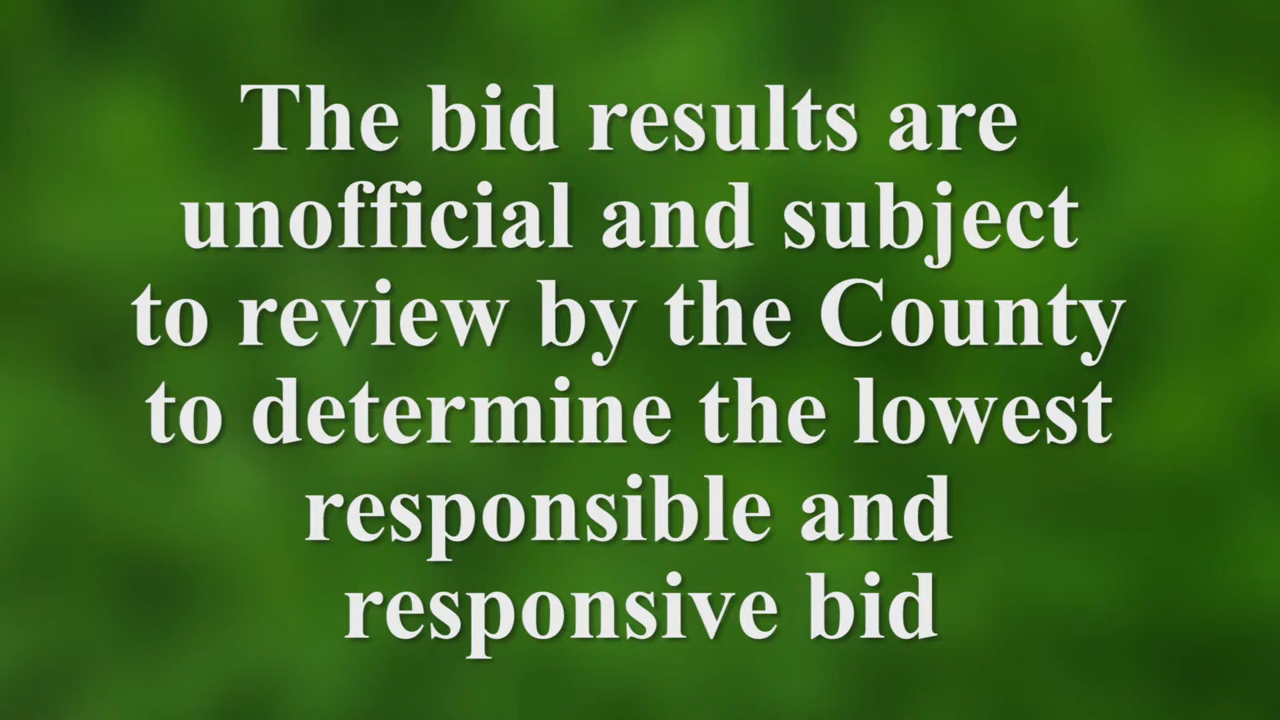 The bid results are
unofficial and subject
to review by the County
to determine the lowest
responsible and
responsive bid